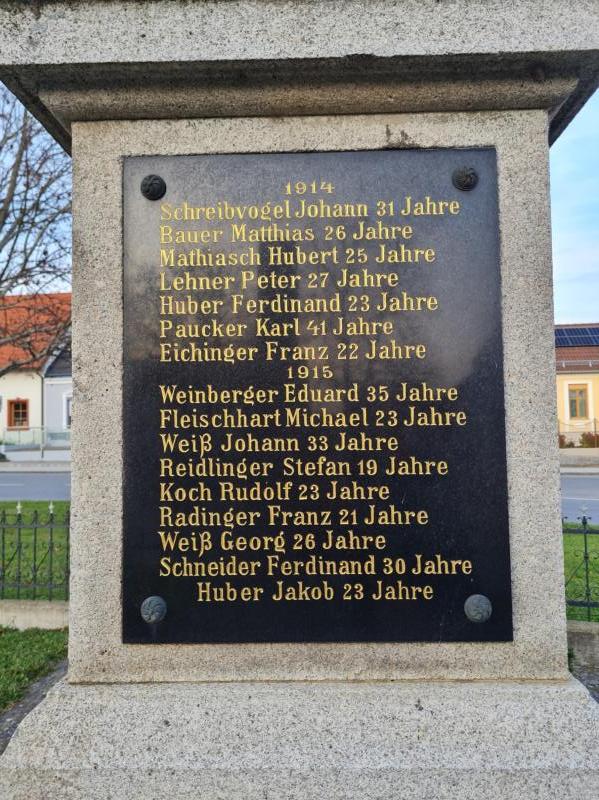 1914
Schreibvogel Johann 31 Jahre
Bauer Matthias 26 Jahre
Mathiasch Hubert 25 Jahre
Lehner Peter 27 Jahre
Huber Ferdinand 23 Jahre
Paucker Karl 41 Jahre
Eichinger Franz 22 Jahre
1915
Weinberger Eduard 35 Jahre
Fleischhart Michael 23 Jahre
Weiß Johann 33 Jahre
Reidlinger Stefan 19 Jahre
Koch Rudolf 23 Jahre
Radinger Franz 21 Jahre
Weiß Georg 26 Jahre
Schneider Ferdinand 30 Jahre
Huber Jakob 23 Jahre